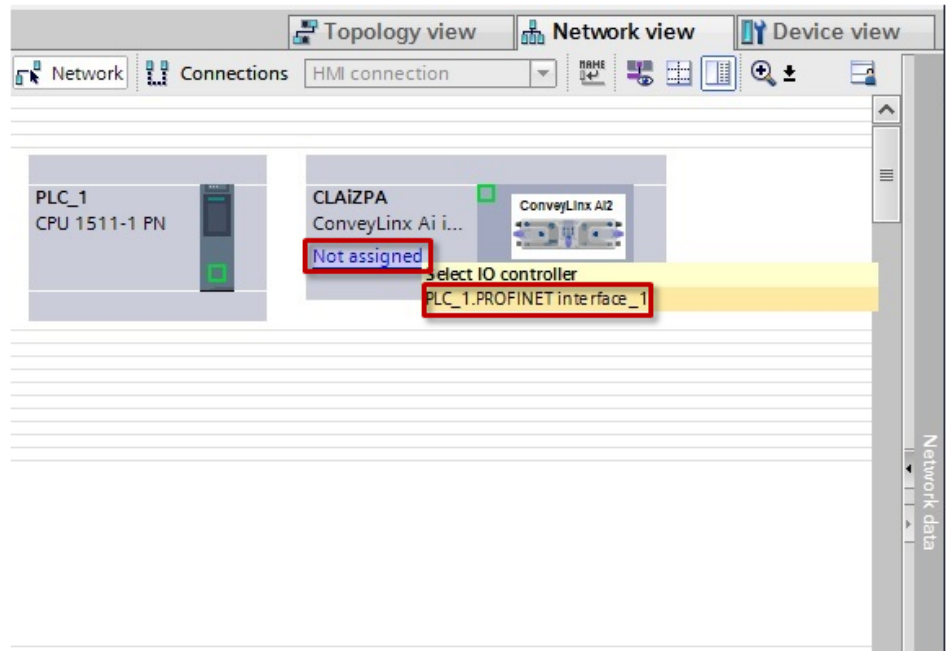 Topology view
Network view
Device view
Network
Connections
HMI connection
NAME
PLC_1
CPU 1511-1 PN
CLAiZPA
ConveyLinx Ai i...
Not assigned
ConveyLinx Ai2
Select IO controller
PLC_1.PROFINET interface_1
Network data